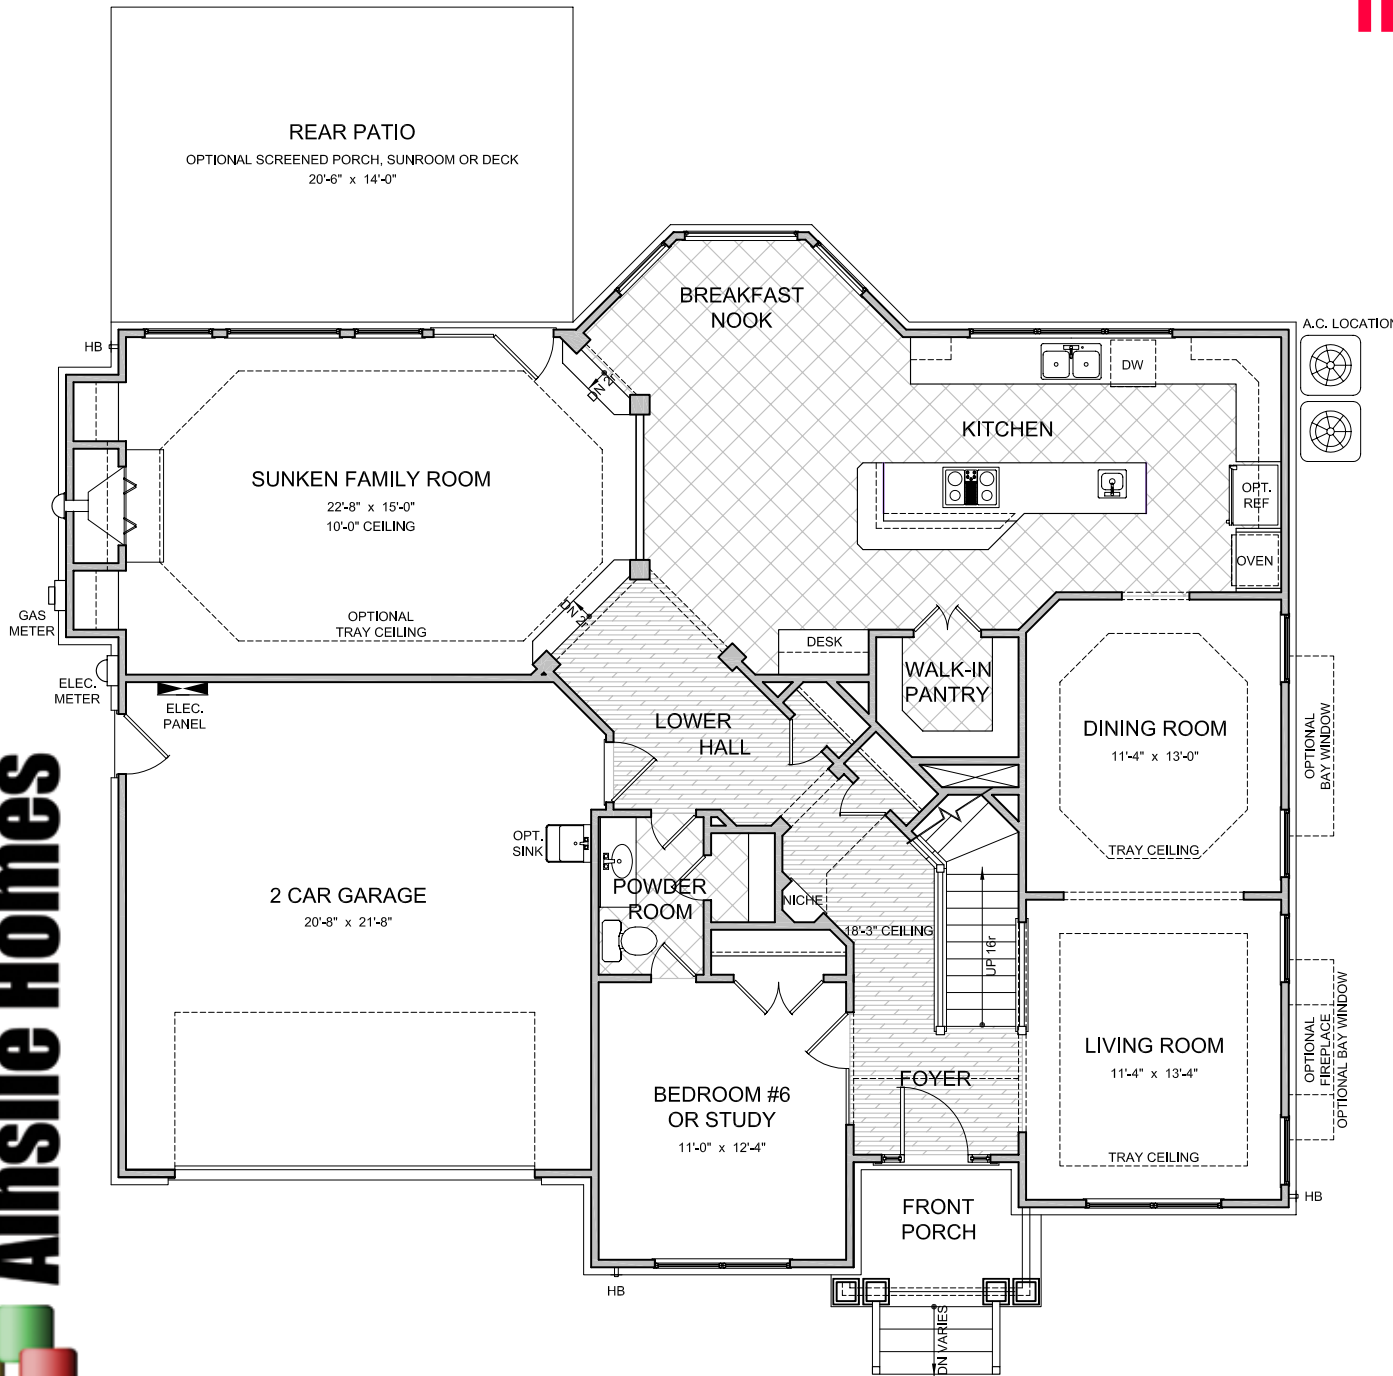 REAR PATIO
OPTIONAL SCREENED PORCH, SUNROOM OR DECK
20'-6" x 14'-0"
BREAKFAST
NOOK
A.C. LOCATION
HB
DW
DN 2r
KITCHEN
SUNKEN FAMILY ROOM
22'-8" x 15'-0"
10'-0" CEILING
OPT.
REF
OVEN
GAS
METER
OPTIONAL
TRAY CEILING
DN 2r
DESK
WALK-IN
PANTRY
ELEC.
METER
ELEC.
PANEL
LOWER
HALL
DINING ROOM
11'-4" x 13'-0"
TRAY CEILING
OPTIONAL
BAY WINDOW
OPT.
SINK
2 CAR GARAGE
20'-8" x 21'-8"
POWDER
ROOM
NICHE
18'-3" CEILING
UP 16r
LIVING ROOM
11'-4" x 13'-4"
TRAY CEILING
OPTIONAL
FIREPLACE
OPTIONAL BAY WINDOW
FOYER
BEDROOM #6
OR STUDY
11'-0" x 12'-4"
FRONT
PORCH
HB
HB
DN VARIES
Ainslie Homes